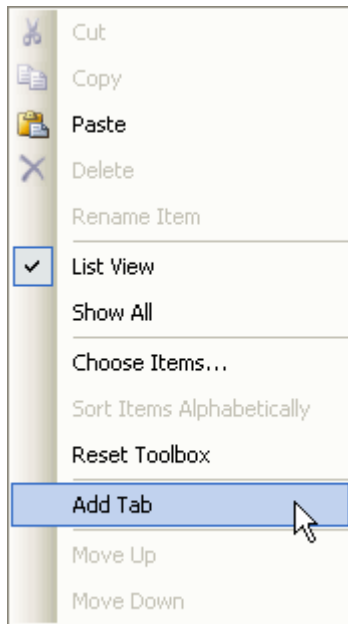 Cut
Copy
Paste
Delete
Rename Item
List View
Show All
Choose Items...
Sort Items Alphabetically
Reset Toolbox
Add Tab
Move Up
Move Down